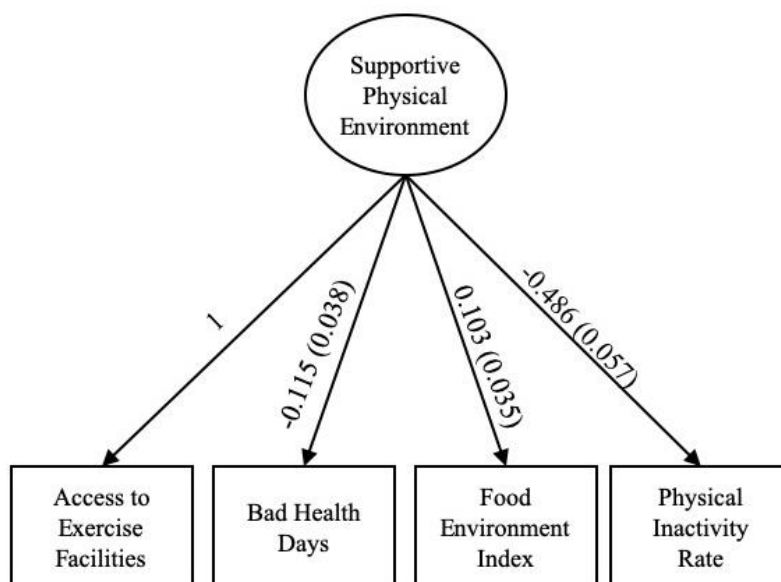 Supportive
Physical
Environment
1
-0.115 (0.038)
0.103 (0.035)
-0.486 (0.057)
Access to
Exercise
Facilities
Bad Health
Days
Food
Environment
Index
Physical
Inactivity
Rate